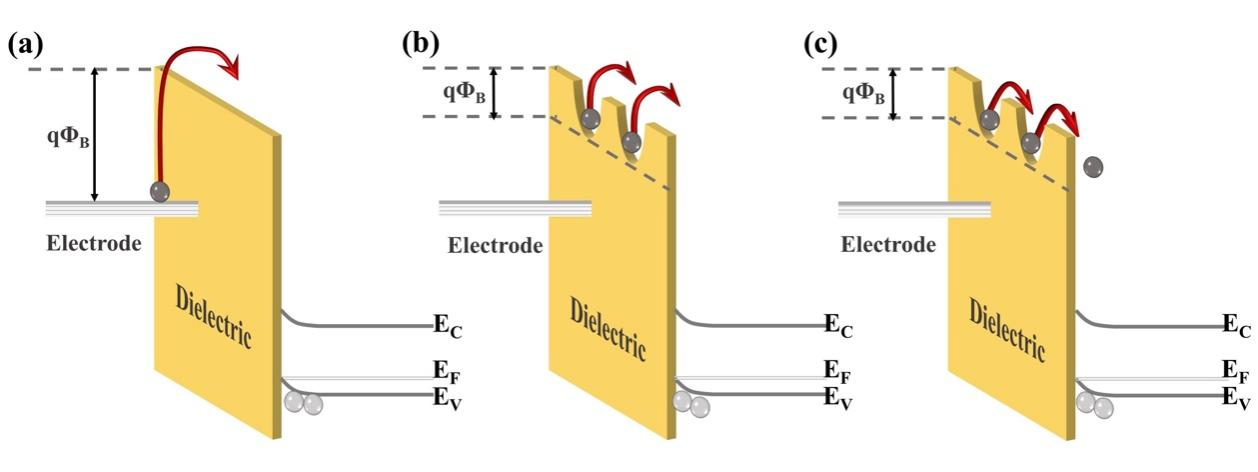 (a)
qΦB
Electrode
Dielectric
EC
EF
EV
(b)
qΦB
Electrode
Dielectric
EC
EF
EV
(c)
qΦB
Electrode
Dielectric
EC
EF
EV